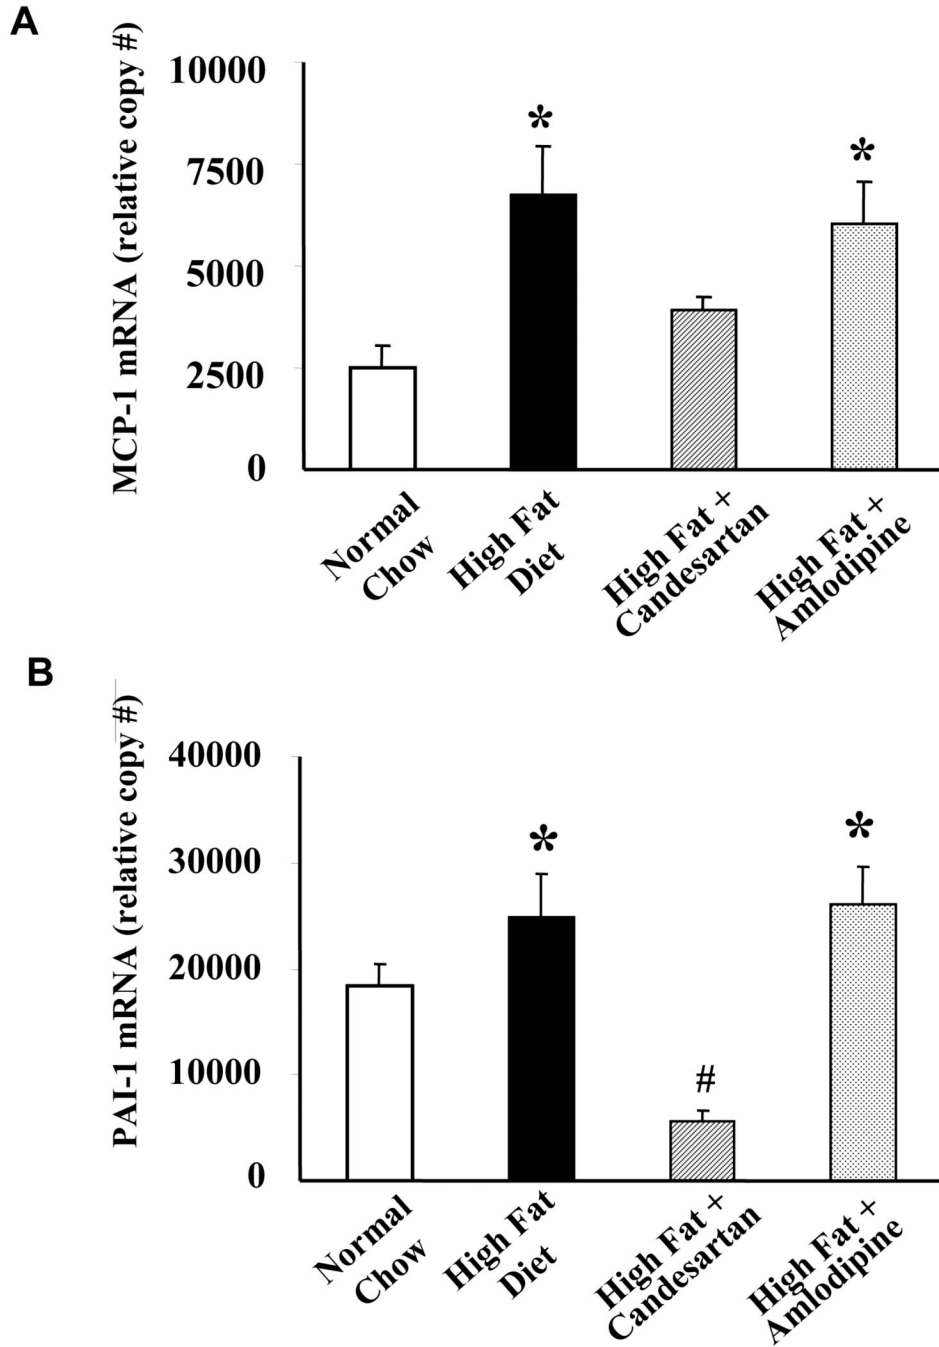 A
MCP-1 mRNA (relative copy #)
10000
7500
5000
2500
0
*
*
Normal
Chow
High Fat
Diet
High Fat +
Candesartan
High Fat +
Amlodipine
B
PAI-1 mRNA (relative copy #)
40000
30000
20000
10000
0
*
#
*
Normal
Chow
High Fat
Diet
High Fat +
Candesartan
High Fat +
Amlodipine